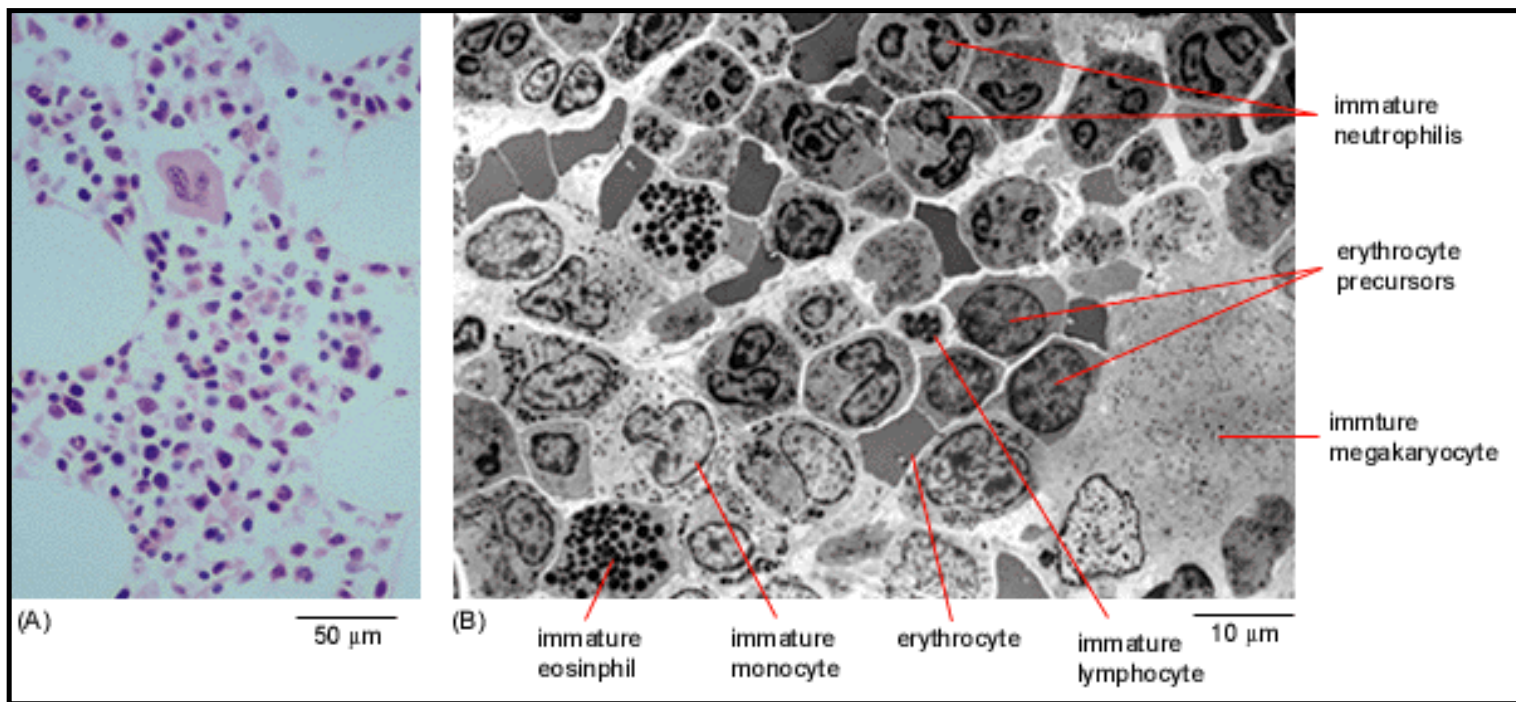 immature
neutrophilis
erythrocyte
precursors
immture
megakaryocyte
(A)
50 µm
(B)
10 µm
immature
eosinphil
immature
monocyte
erythrocyte
immature
lymphocyte